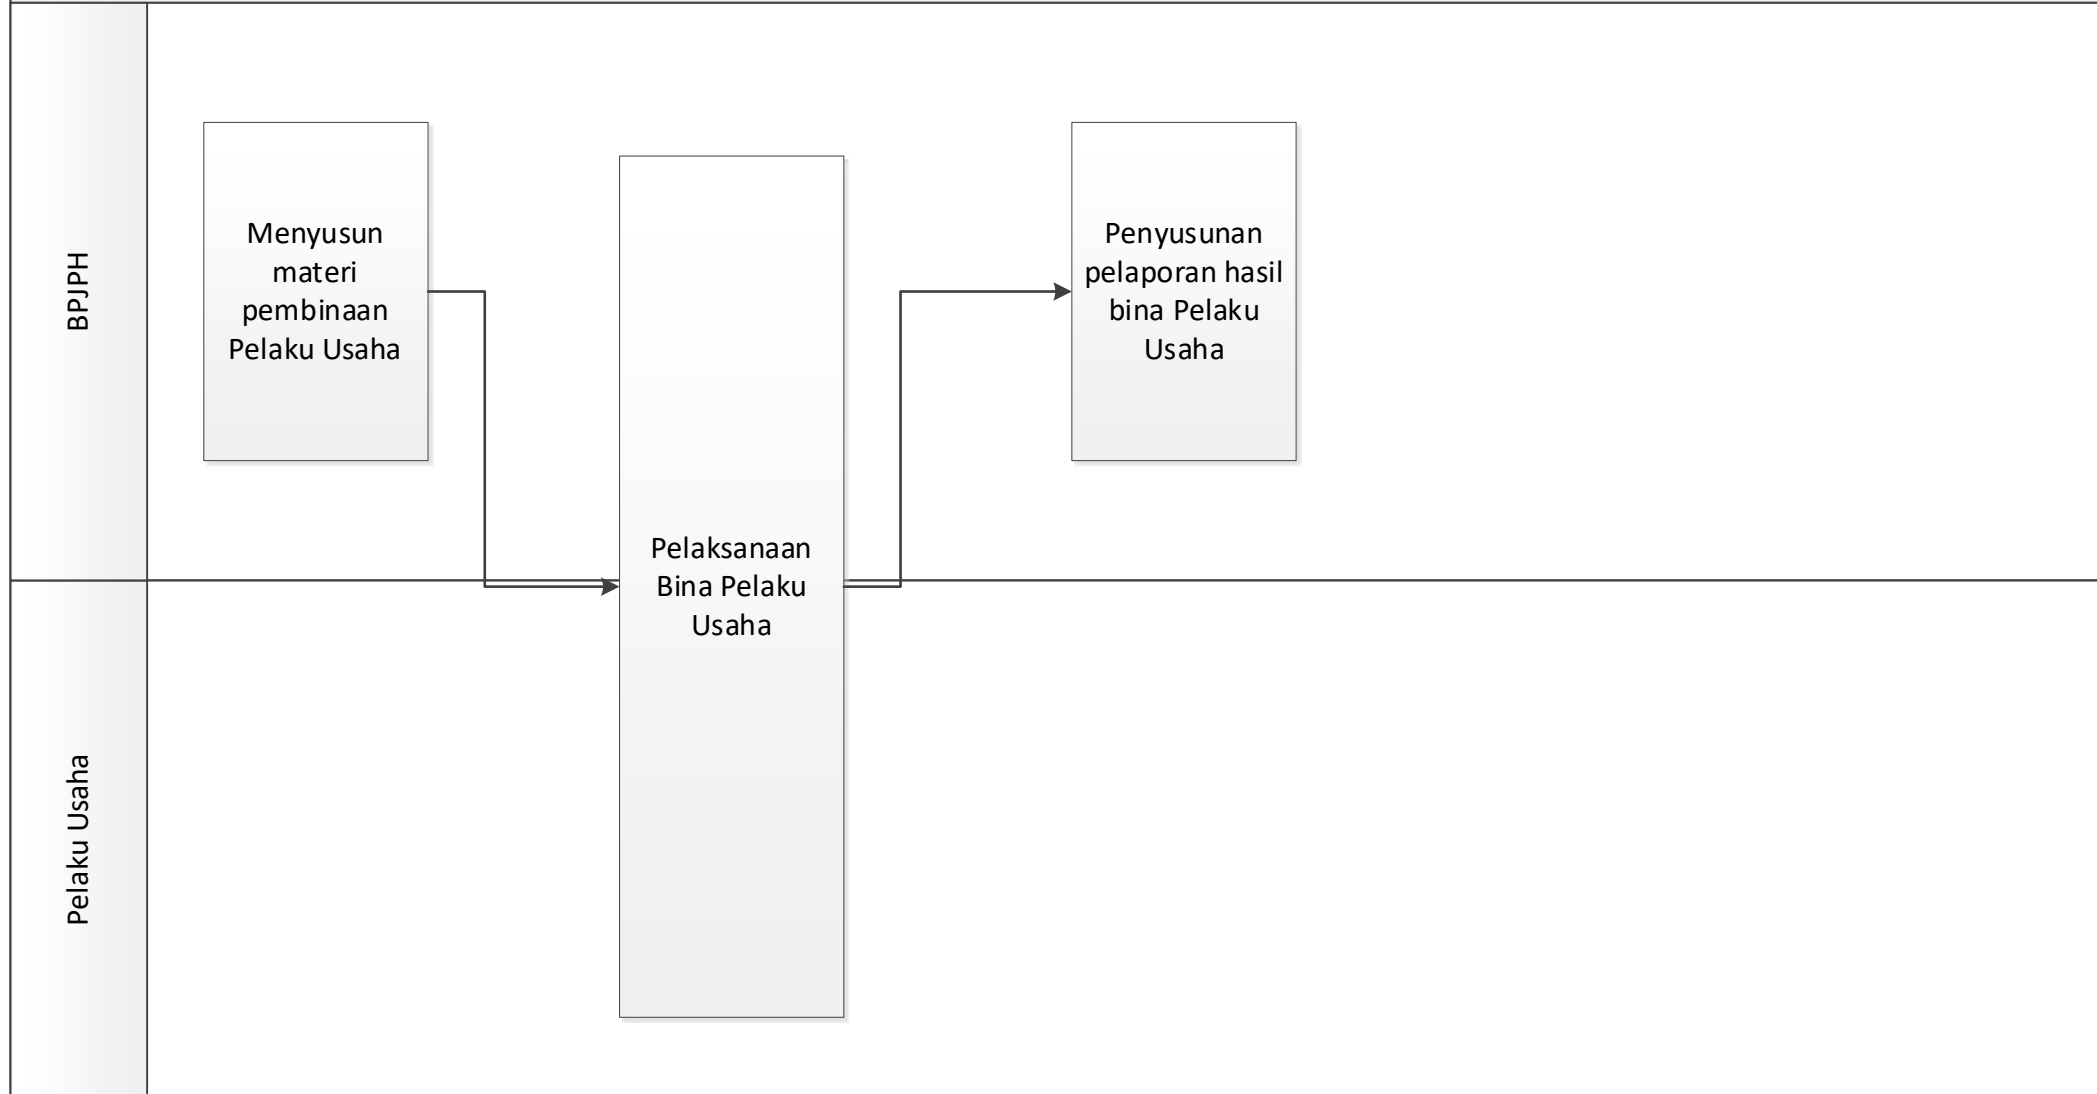 BPJPH
Menyusun
materi
pembinaan
Pelaku Usaha
Pelaksanaan
Bina Pelaku
Usaha
Penyusunan
pelaporan hasil
bina Pelaku
Usaha
Pelaku Usaha